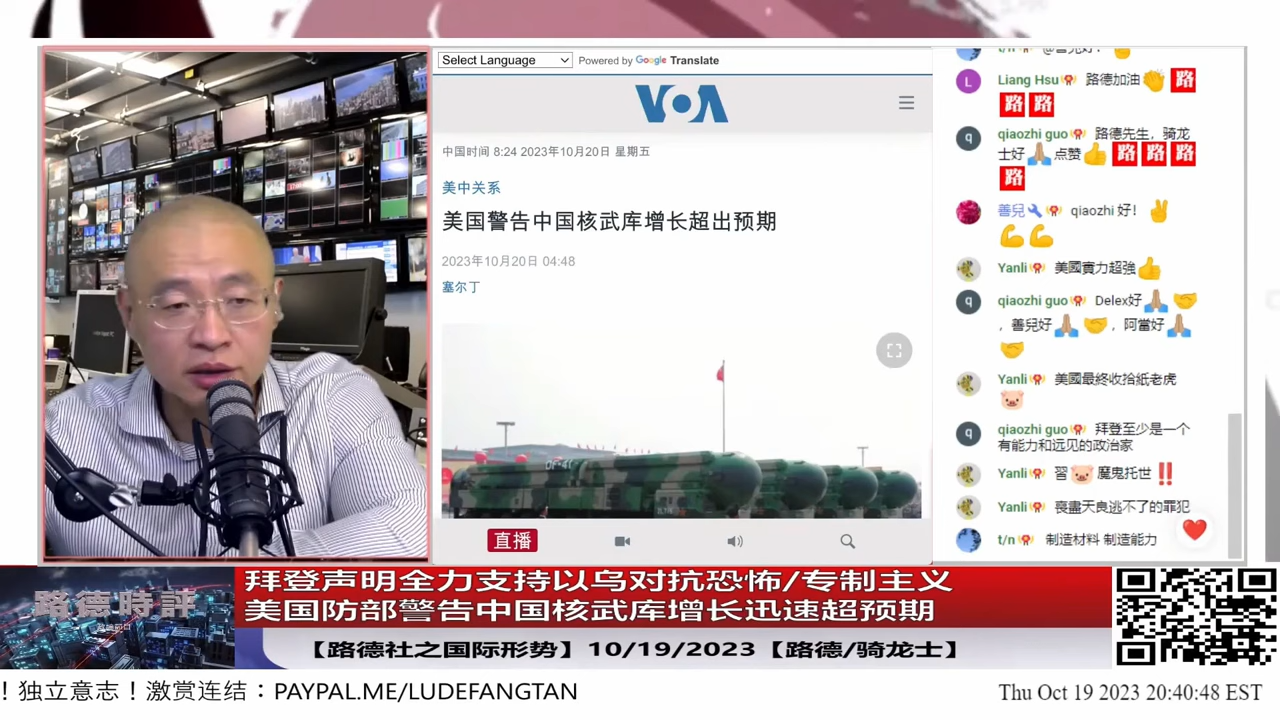 Select Language
Powered by Google Translate
VOA
中国时间 8:24 2023年10月20日 星期五
美中关系
美国警告中国核武库增长超出预期
2023年10月20日 04:48
塞尔丁
DF-41
直播
Liang Hsu 路德加油 路
路 路
qiaozhi guo 路德先生，骑龙
士好 点赞 路 路 路
路
善兒 qiaozhi 好！
Yanli 美國實力超強
qiaozhi guo Delex好
，善兒好 ，阿當好
Yanli 美國最終收拾紙老虎
qiaozhi guo 拜登至少是一个
有能力和远见的政治家
Yanli 習 魔鬼托世
Yanli 喪盡天良逃不了的罪犯
t/n 制造材料 制造能力
路德時評
拜登声明全力支持以乌对抗恐怖/专制主义
美国防部警告中国核武库增长迅速超预期
【路德社之国际形势】10/19/2023【路德/骑龙士】
！独立意志！激赏连结：PAYPAL.ME/LUDEFANGTAN
Thu Oct 19 2023 20:40:48 EST